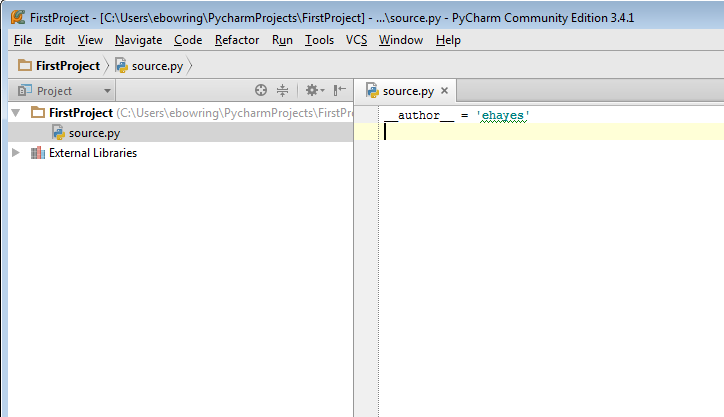 FirstProject - [C:\Users\ebowring\PycharmProjects\FirstProject] - ...\source.py - PyCharm Community Edition 3.4.1
File Edit View Navigate Code Refactor Run Tools VCS Window Help
FirstProject source.py
Project
source.py
FirstProject (C:\Users\ebowring\PycharmProjects\FirstPr
__author__ = 'ehayes'
source.py
External Libraries